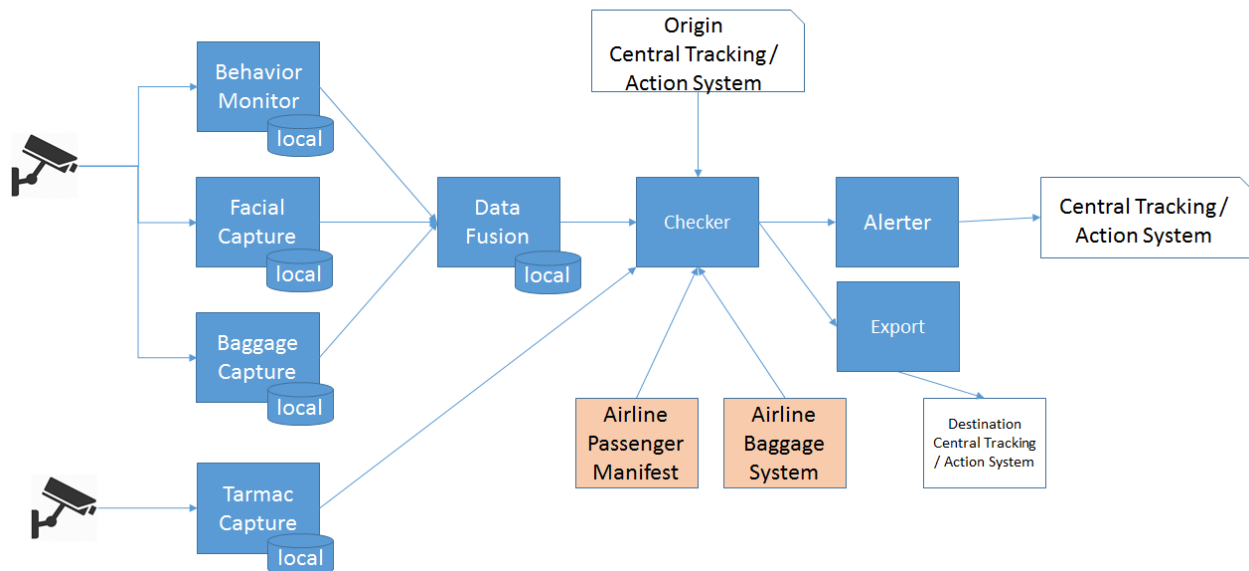 Origin
Central Tracking /
Action System
Behavior
Monitor
local
Facial
Capture
local
Data
Fusion
local
Checker
Alerter
Central Tracking /
Action System
Export
Baggage
Capture
local
Airline
Passenger
Manifest
Airline
Baggage
System
Destination
Central Tracking
/ Action System
Tarmac
Capture
local